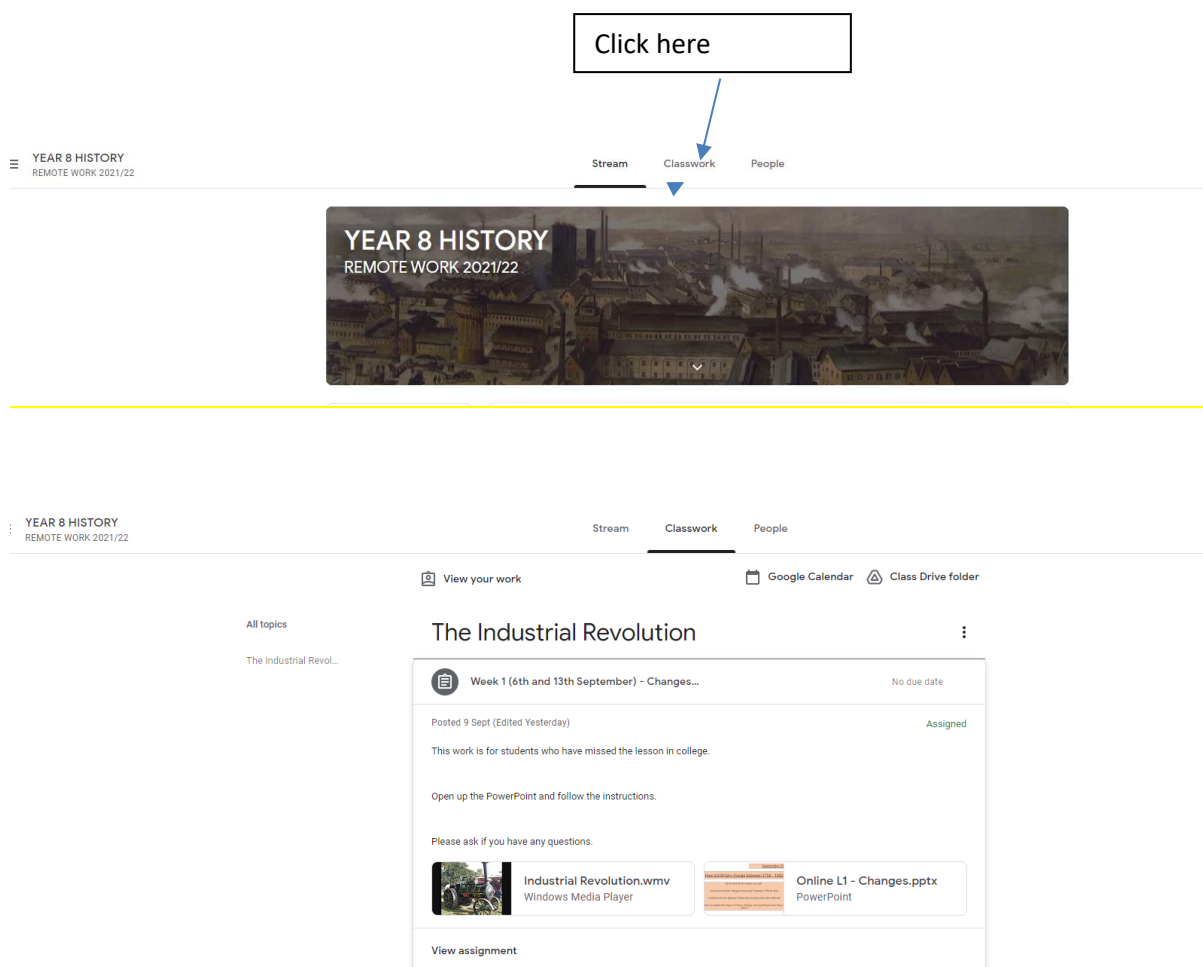 Click here
YEAR 8 HISTORY
REMOTE WORK 2021/22
Stream Classwork People
YEAR 8 HISTORY
REMOTE WORK 2021/22
YEAR 8 HISTORY
REMOTE WORK 2021/22
Stream Classwork People
View your work
Google Calendar Class Drive folder
All topics
The Industrial Revol...
The Industrial Revolution
Week 1 (6th and 13th September) - Changes...
No due date
Posted 9 Sept (Edited Yesterday)
Assigned
This work is for students who have missed the lesson in college.
Open up the PowerPoint and follow the instructions.
Please ask if you have any questions.
Industrial Revolution.wmv
Windows Media Player
Online L1 - Changes.pptx
PowerPoint
View assignment